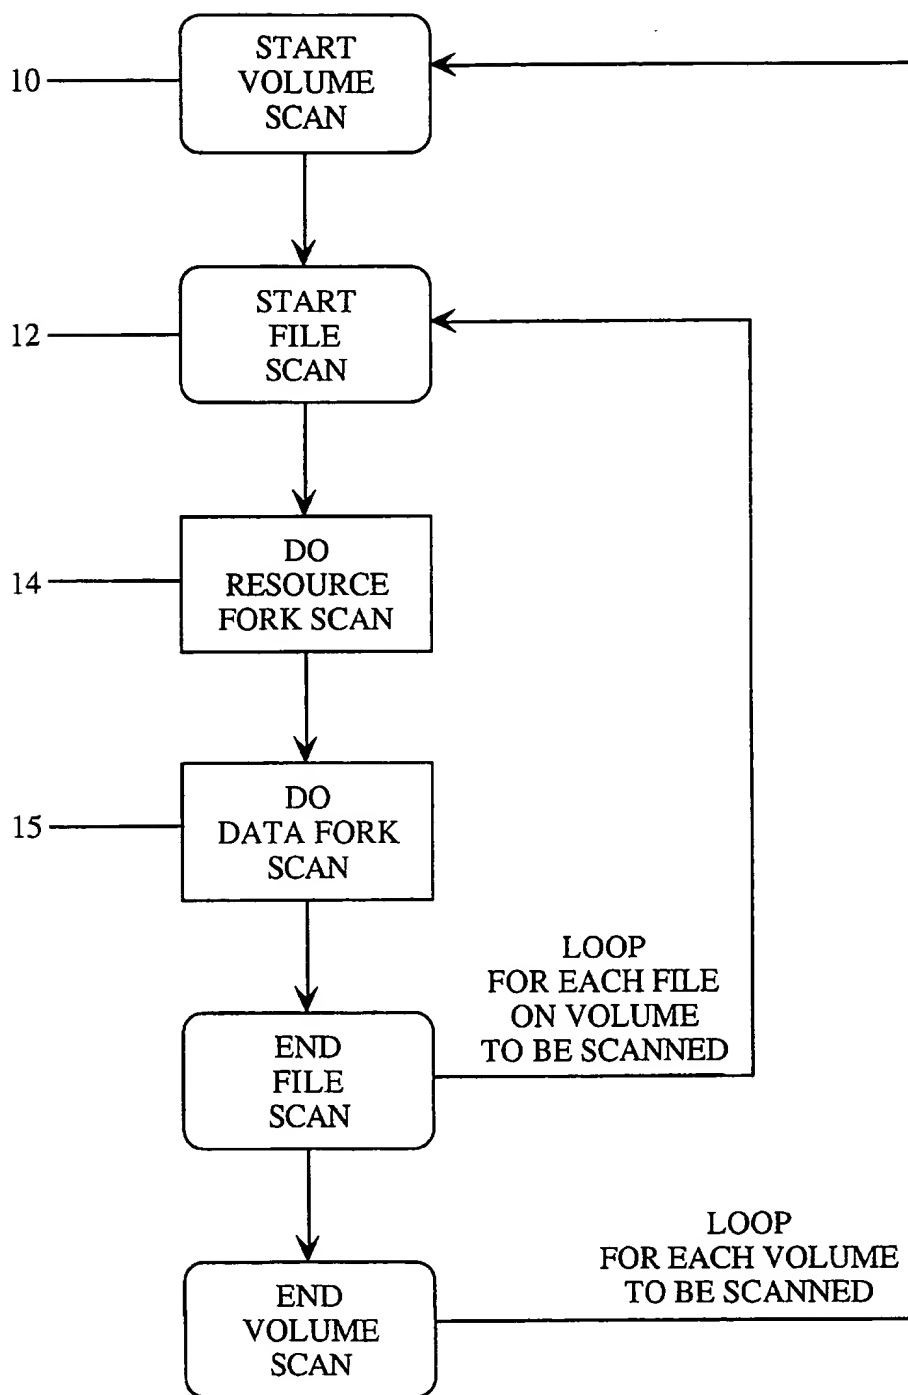 START
VOLUME
SCAN
10
START
FILE
SCAN
12
DO
RESOURCE
FORK SCAN
14
DO
DATA FORK
SCAN
15
LOOP
FOR EACH FILE
ON VOLUME
TO BE SCANNED
END
FILE
SCAN
LOOP
FOR EACH VOLUME
TO BE SCANNED
END
VOLUME
SCAN